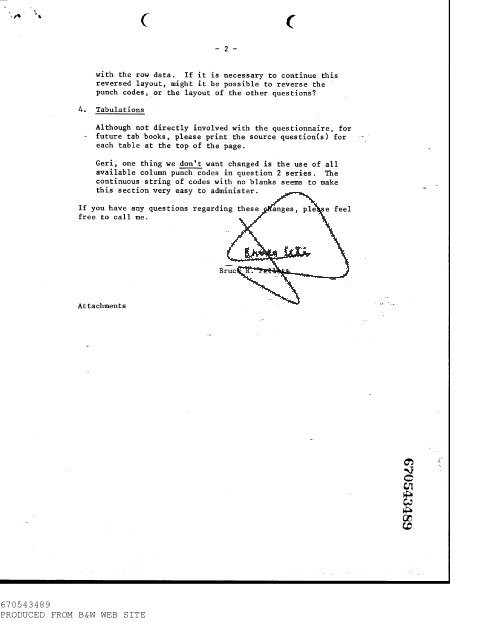 - 2 -
with the row data.  If it is necessary to continue this
reversed layout, might it be possible to reverse the
punch codes, or the layout of the other questions?
4.  Tabulations
Although not directly involved with the questionnaire, for
future tab books, please print the source question(s) for
each table at the top of the page.
Geri, one thing we don't want changed is the use of all
available column punch codes in question 2 series.  The
continuous string of codes with no blanks seems to make
this section very easy to administer.
If you have any questions regarding these changes, please feel
free to call me.
Attachments
670543489
670543489
PRODUCED FROM B&W WEB SITE